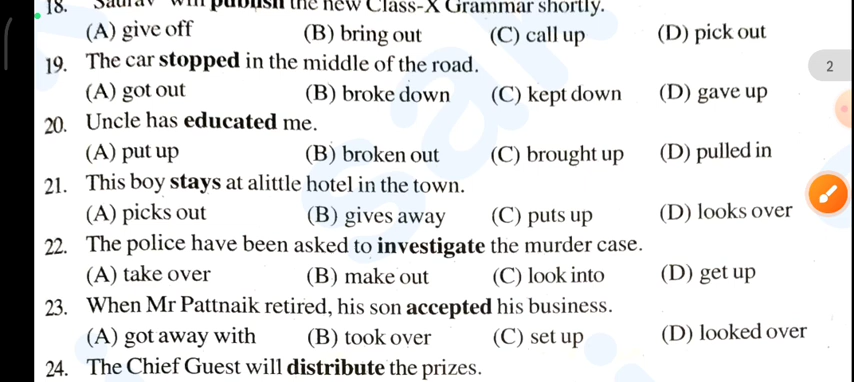 18. Saurav will publish the new Class-X Grammar shortly.
(A) give off (B) bring out (C) call up (D) pick out
19. The car stopped in the middle of the road.
2
(A) got out (B) broke down (C) kept down (D) gave up
20. Uncle has educated me.
(A) put up (B) broken out (C) brought up (D) pulled in
21. This boy stays at alittle hotel in the town.
(A) picks out (B) gives away (C) puts up (D) looks over
22. The police have been asked to investigate the murder case.
(A) take over (B) make out (C) look into (D) get up
23. When Mr Pattnaik retired, his son accepted his business.
(A) got away with (B) took over (C) set up (D) looked over
24. The Chief Guest will distribute the prizes.